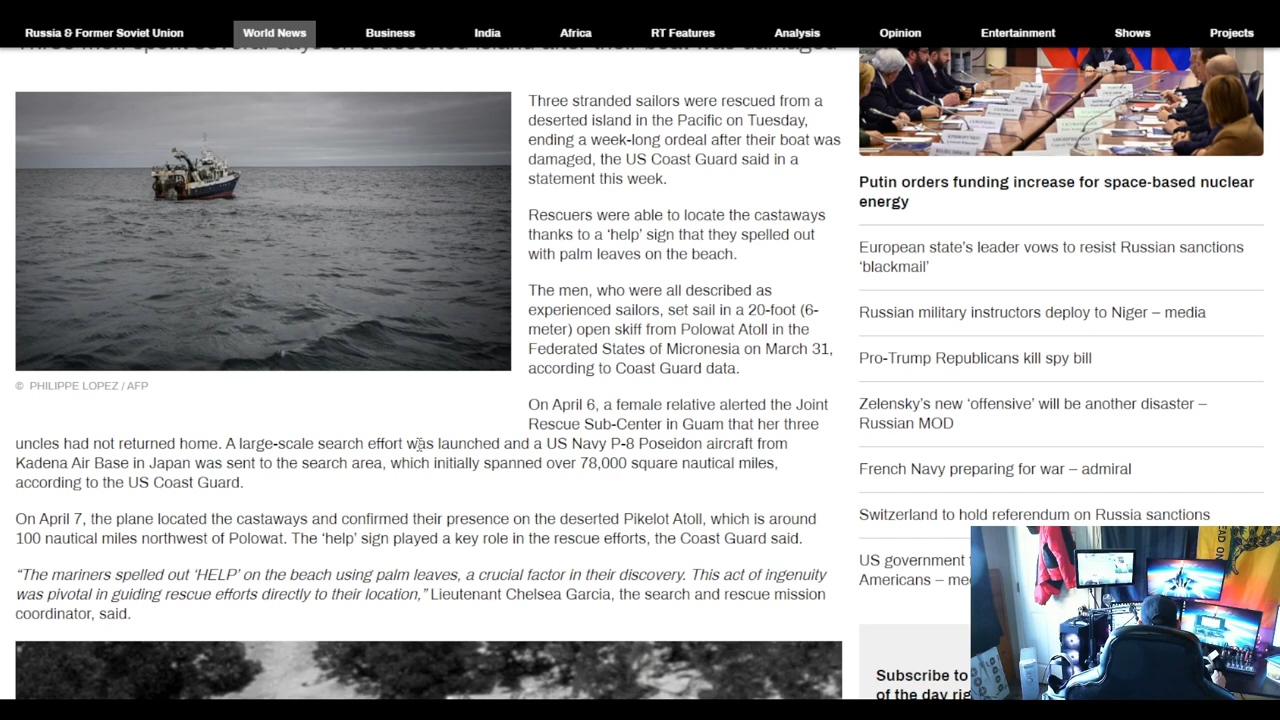 Russia & Former Soviet Union
World News
Business
India
Africa
RT Features
Analysis
Opinion
Entertainment
Shows
Projects
Three men spent several days on a deserted island after their boat was damaged
Three stranded sailors were rescued from a
deserted island in the Pacific on Tuesday,
ending a week-long ordeal after their boat was
damaged, the US Coast Guard said in a
statement this week.
Rescuers were able to locate the castaways
thanks to a ‘help’ sign that they spelled out
with palm leaves on the beach.
The men, who were all described as
experienced sailors, set sail in a 20-foot (6-
meter) open skiff from Polowat Atoll in the
Federated States of Micronesia on March 31,
according to Coast Guard data.
© PHILIPPE LOPEZ / AFP
On April 6, a female relative alerted the Joint
Rescue Sub-Center in Guam that her three
uncles had not returned home. A large-scale search effort was launched and a US Navy P-8 Poseidon aircraft from
Kadena Air Base in Japan was sent to the search area, which initially spanned over 78,000 square nautical miles,
according to the US Coast Guard.
On April 7, the plane located the castaways and confirmed their presence on the deserted Pikelot Atoll, which is around
100 nautical miles northwest of Polowat. The ‘help’ sign played a key role in the rescue efforts, the Coast Guard said.
“The mariners spelled out ‘HELP’ on the beach using palm leaves, a crucial factor in their discovery. This act of ingenuity
was pivotal in guiding rescue efforts directly to their location,” Lieutenant Chelsea Garcia, the search and rescue mission
coordinator, said.
Putin orders funding increase for space-based nuclear
energy
European state’s leader vows to resist Russian sanctions
‘blackmail’
Russian military instructors deploy to Niger – media
Pro-Trump Republicans kill spy bill
Zelensky’s new ‘offensive’ will be another disaster –
Russian MOD
French Navy preparing for war – admiral
Switzerland to hold referendum on Russia sanctions
US government
Americans –
Subscribe to
of the day